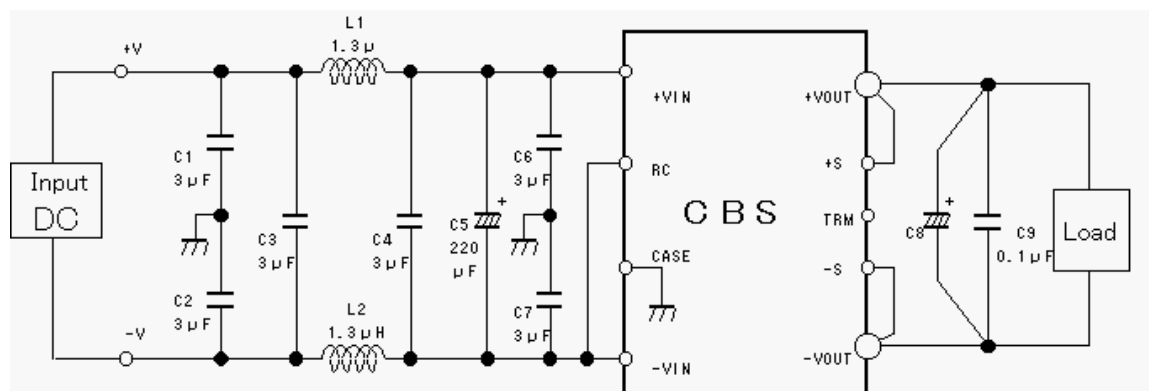 L1
1.3μ
+V
+VIN
+VOUT
C1
3μF
C6
3μF
RC
+S
Input
DC
CBS
C3
3μF
C4
3μF
C5
220
μF
+
TRM
C8
+
C9
0.1μF
Load
CASE
-S
C2
3μF
L2
1.3μH
C7
3μF
-V
-VIN
-VOUT